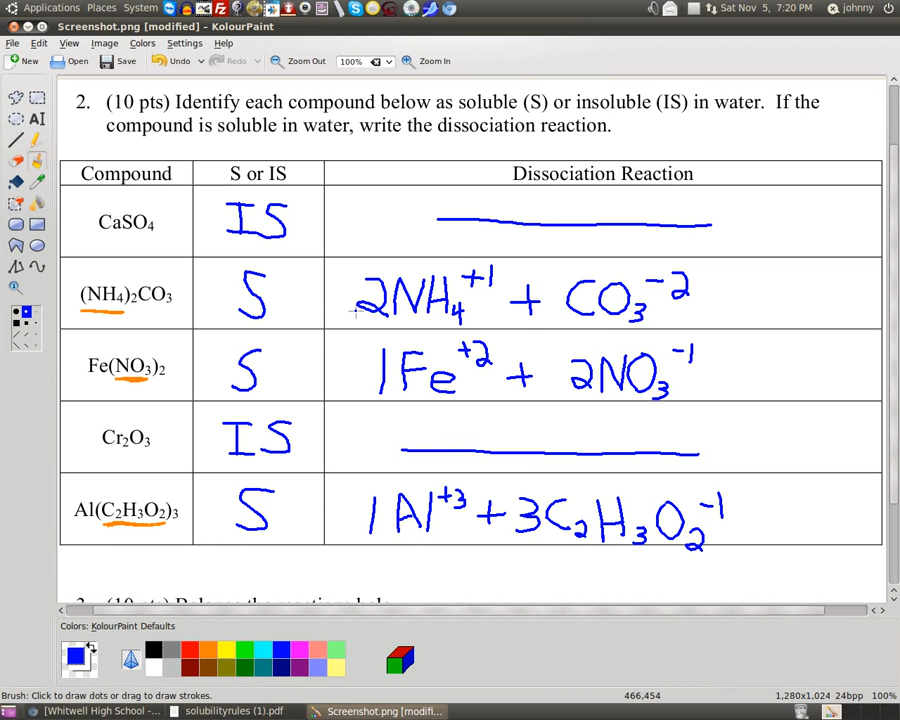 Applications Places System Sat Nov 5, 7:20 PM johnny
Screenshot.png [modified] – KolourPaint
File Edit View Image Colors Settings Help
New Open Save Undo Redo Zoom Out 100% Zoom In
2. (10 pts) Identify each compound below as soluble (S) or insoluble (IS) in water. If the
compound is soluble in water, write the dissociation reaction.
Compound S or IS Dissociation Reaction
CaSO₄ IS
(NH₄)₂CO₃ S 2NH₄⁺¹ + CO₃⁻²
Fe(NO₃)₂ S 1Fe⁺² + 2NO₃⁻¹
Cr₂O₃ IS
Al(C₂H₃O₂)₃ S 1Al⁺³ + 3C₂H₃O₂⁻¹
Colors: KolourPaint Defaults
Brush: Click to draw dots or drag to draw strokes. 466,454 1,280x1,024 24bpp 100%
[Whitwell High School -... solubilityrules (1).pdf Screenshot.png [modifi...